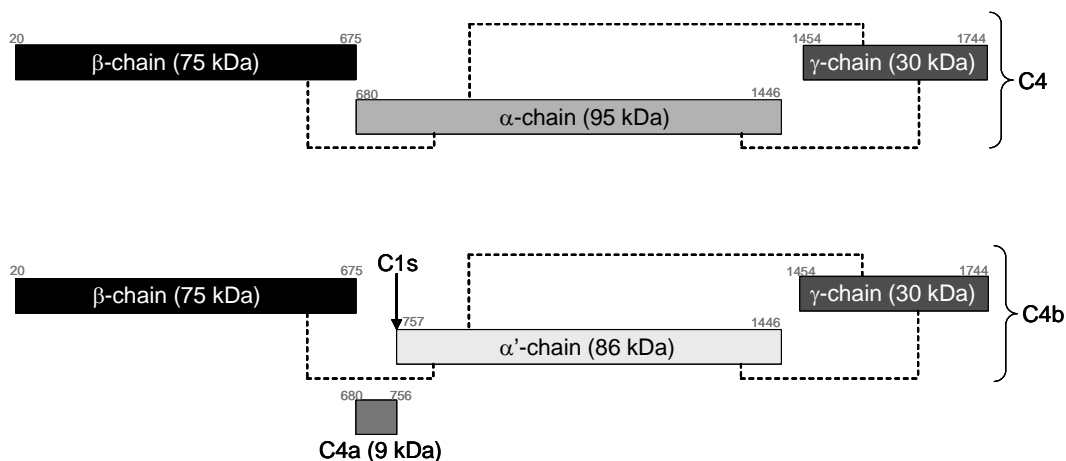 20 675 1454 1744
β-chain (75 kDa) γ-chain (30 kDa) C4
680 1446
α-chain (95 kDa)
C1s
20 675 1454 1744
β-chain (75 kDa) γ-chain (30 kDa) C4b
757 1446
α’-chain (86 kDa)
680 756
C4a (9 kDa)